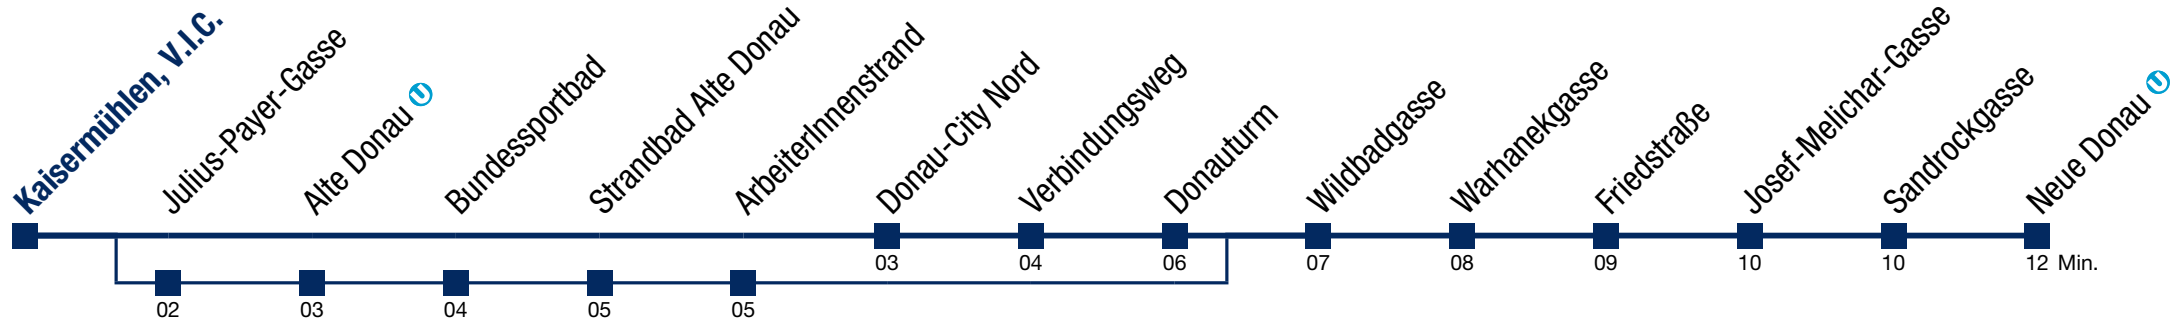 Kaisermühlen, V.I.C.
Julius-Payer-Gasse
Alte Donau U
Bundessportbad
Strandbad Alte Donau
ArbeiterInnenstrand
Donau-City Nord
Verbindungsweg
Donauturm
Wildbadgasse
Warhanekgasse
Friedstraße
Josef-Melichar-Gasse
Sandrockgasse
Neue Donau U
03 04 06 07 08 09 10 10 12 Min.
02 03 04 05 05